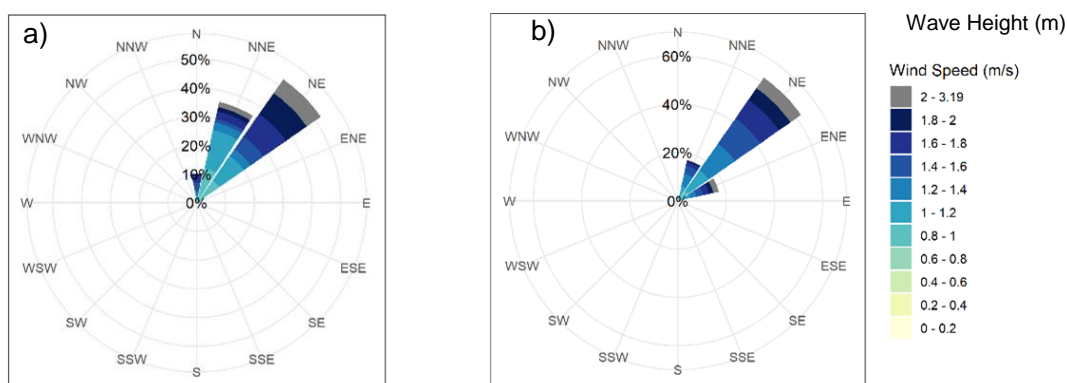 a)
N
NNE
NE
ENE
E
ESE
SE
SSE
S
SSW
SW
WSW
W
WNW
NW
NNW
50%
40%
30%
20%
10%
0%
b)
N
NNE
NE
ENE
E
ESE
SE
SSE
S
SSW
SW
WSW
W
WNW
NW
NNW
60%
40%
20%
0%
Wave Height (m)
Wind Speed (m/s)
2 - 3.19
1.8 - 2
1.6 - 1.8
1.4 - 1.6
1.2 - 1.4
1 - 1.2
0.8 - 1
0.6 - 0.8
0.4 - 0.6
0.2 - 0.4
0 - 0.2